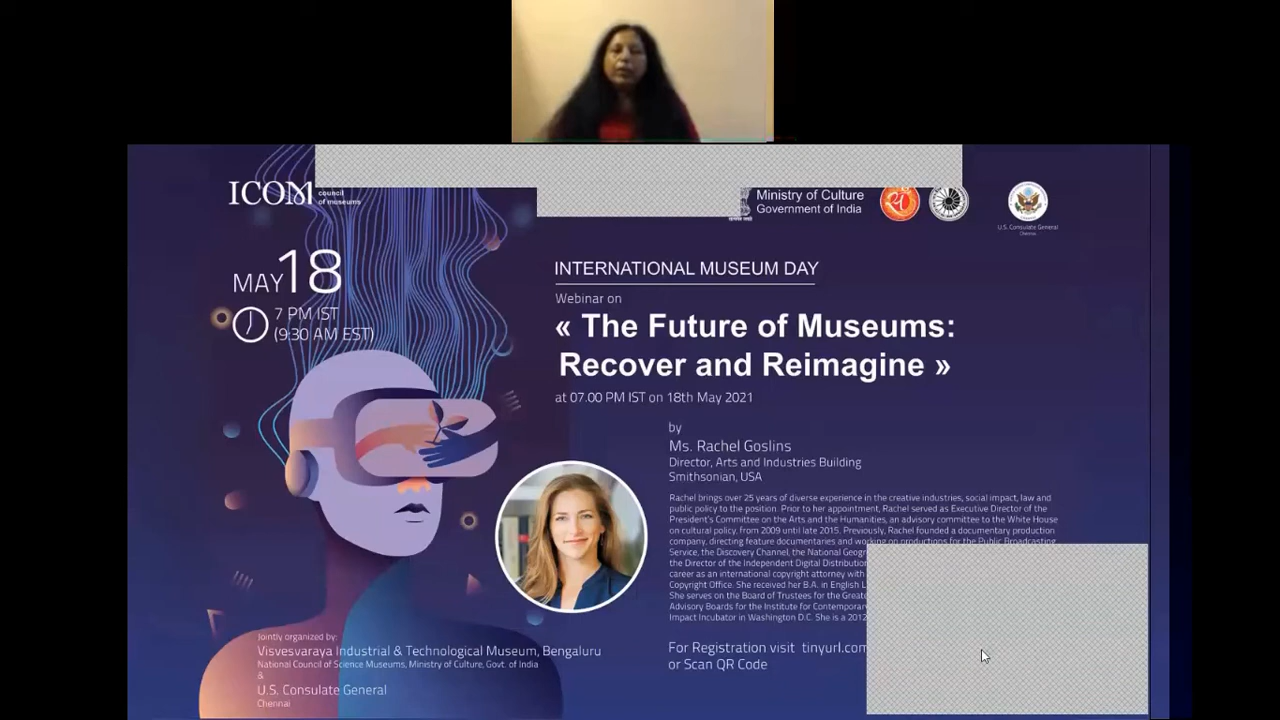 ICOM
council
of museums
Ministry of Culture
Government of India
U.S. Consulate General
Chennai
MAY 18
7 PM IST
(9:30 AM EST)
INTERNATIONAL MUSEUM DAY
Webinar on
« The Future of Museums:
Recover and Reimagine »
at 07.00 PM IST on 18th May 2021
by
Ms. Rachel Goslins
Director, Arts and Industries Building
Smithsonian, USA
Rachel brings over 25 years of diverse experience in the creative industries, social impact, law and
public policy to the position. Prior to her appointment, Rachel served as Executive Director of the
President's Committee on the Arts and the Humanities, an advisory committee to the White House
on cultural policy, from 2009 until late 2015. Previously, Rachel founded a documentary production
company, directing feature documentaries and working on productions for the Public Broadcasting
Service, the Discovery Channel, the National Geogr
the Director of the Independent Digital Distribution
career as an international copyright attorney with
Copyright Office. She received her B.A. in English L
She serves on the Board of Trustees for the Greate
Advisory Boards for the Institute for Contemporary
Impact Incubator in Washington D.C. She is a 2012
For Registration visit tinyurl.com
or Scan QR Code
Jointly organized by:
Visvesvaraya Industrial & Technological Museum, Bengaluru
National Council of Science Museums, Ministry of Culture, Govt. of India
&
U.S. Consulate General
Chennai